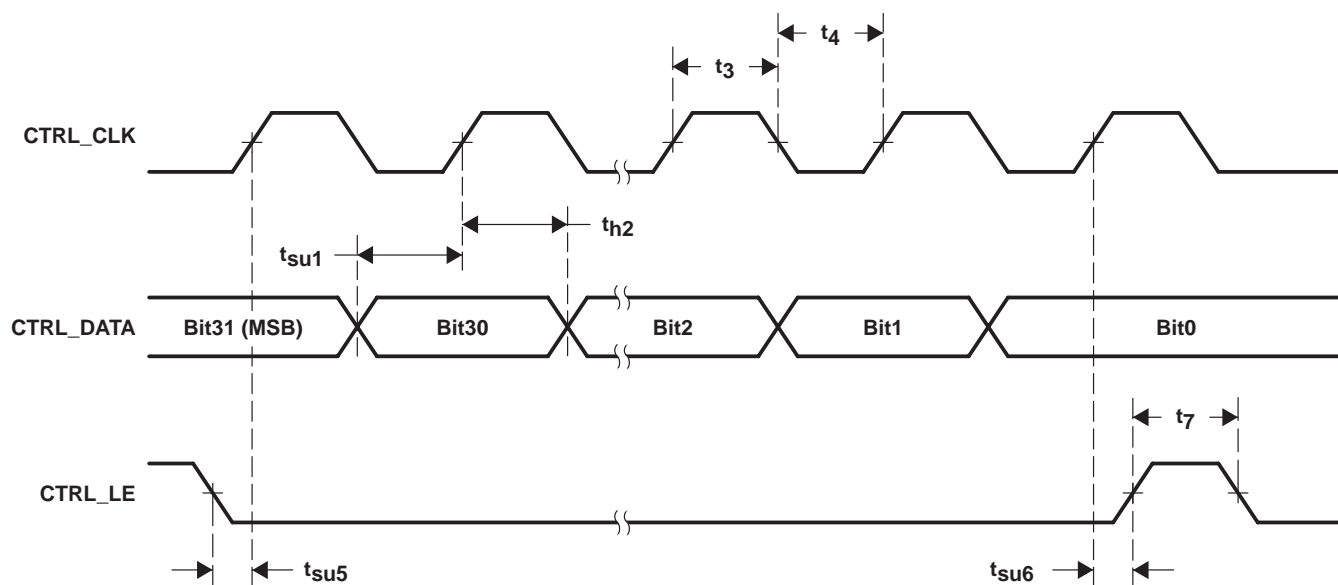 t4
t3
CTRL_CLK
th2
tsu1
CTRL_DATA
Bit31 (MSB)
Bit30
Bit2
Bit1
Bit0
t7
CTRL_LE
tsu5
tsu6